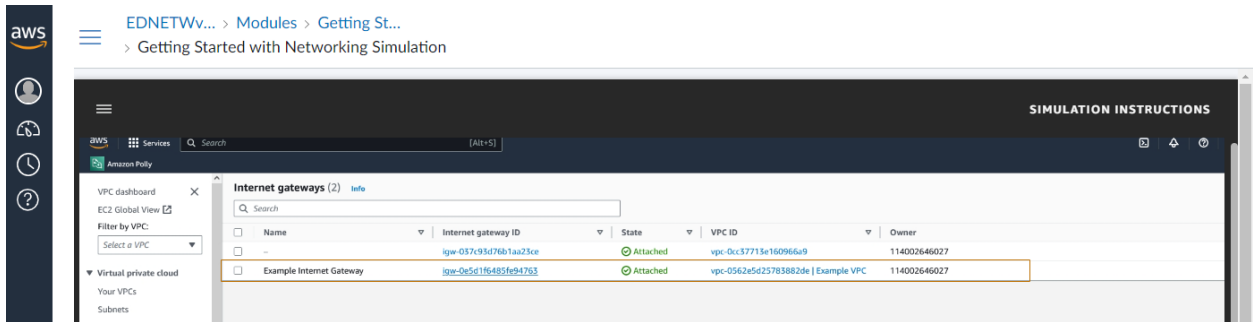 aws
EDNETWv... > Modules > Getting St...
> Getting Started with Networking Simulation
SIMULATION INSTRUCTIONS
aws Services Search [Alt+S]
Amazon Polly
VPC dashboard
EC2 Global View
Filter by VPC:
Select a VPC
Virtual private cloud
Your VPCs
Subnets
Internet gateways (2) Info
Search
Name Internet gateway ID State VPC ID Owner
– igw-037c93d76b1aa23ce Attached vpc-0cc37713e160966a9 114002646027
Example Internet Gateway igw-0e5d1f6485fe94763 Attached vpc-0562e5d25783882de | Example VPC 114002646027